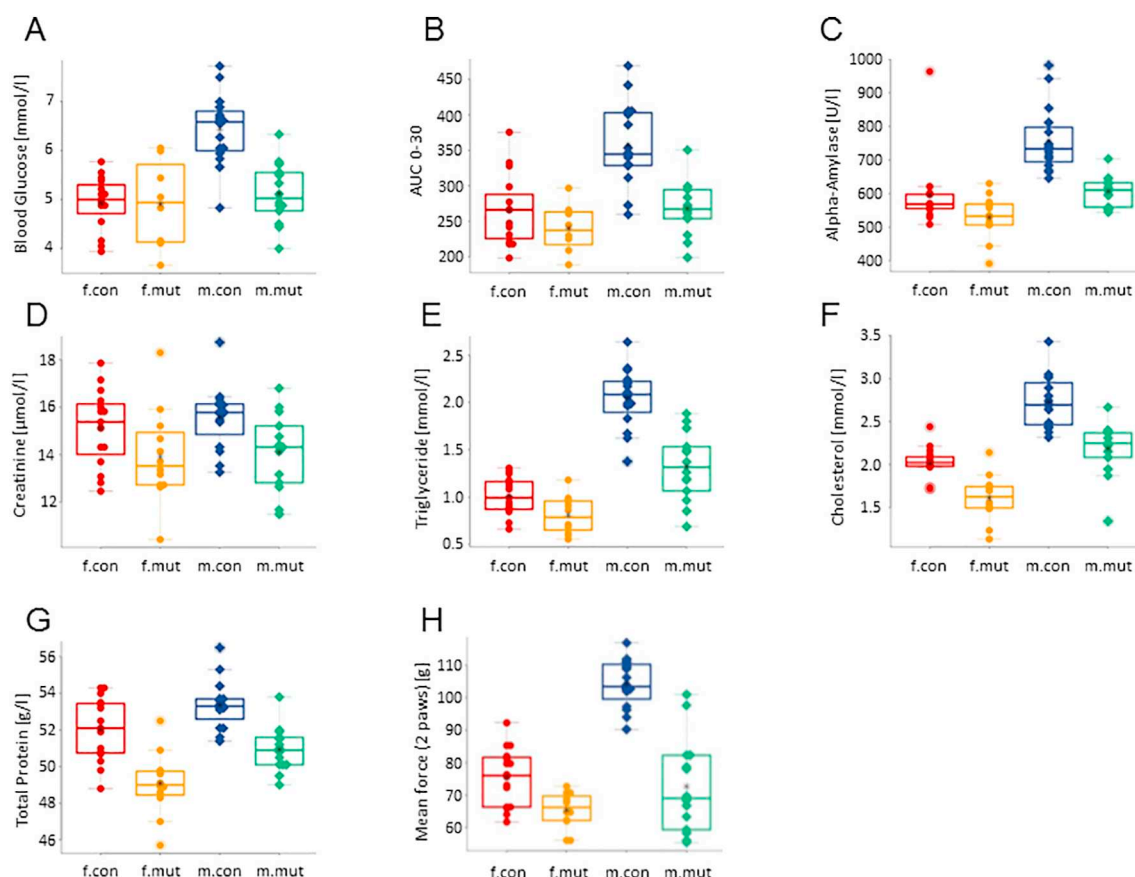 A
Blood Glucose [mmol/l]
7
6
5
4
f.con f.mut m.con m.mut
B
AUC 0-30
450
400
350
300
250
200
f.con f.mut m.con m.mut
C
Alpha-Amylase [U/l]
1000
900
800
700
600
500
400
f.con f.mut m.con m.mut
D
Creatinine [µmol/l]
18
16
14
12
f.con f.mut m.con m.mut
E
Triglyceride [mmol/l]
2.5
2.0
1.5
1.0
0.5
f.con f.mut m.con m.mut
F
Cholesterol [mmol/l]
3.5
3.0
2.5
2.0
1.5
f.con f.mut m.con m.mut
G
Total Protein [g/l]
56
54
52
50
48
46
f.con f.mut m.con m.mut
H
Mean force (2 paws) [g]
110
100
90
80
70
60
f.con f.mut m.con m.mut